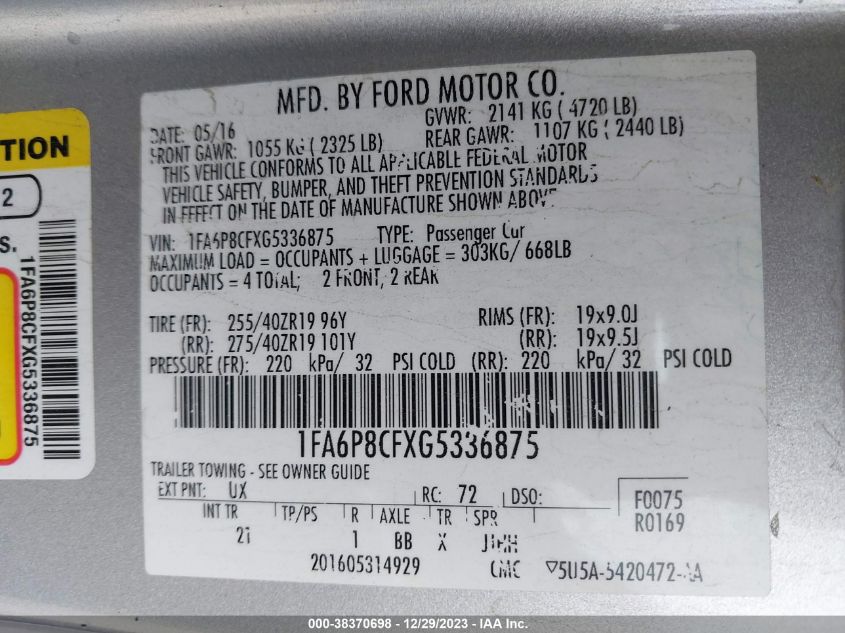 MFD. BY FORD MOTOR CO.
DATE: 05/16 GVWR: 2141 KG ( 4720 LB)
FRONT GAWR: 1055 KG ( 2325 LB) REAR GAWR: 1107 KG ( 2440 LB)
THIS VEHICLE CONFORMS TO ALL APPLICABLE FEDERAL MOTOR
VEHICLE SAFETY, BUMPER, AND THEFT PREVENTION STANDARDS
IN EFFECT ON THE DATE OF MANUFACTURE SHOWN ABOVE
VIN: 1FA6P8CFXG5336875 TYPE: Passenger Car
MAXIMUM LOAD = OCCUPANTS + LUGGAGE = 303KG/ 668LB
OCCUPANTS = 4 TOTAL; 2 FRONT, 2 REAR
TIRE (FR): 255/40ZR19 96Y RIMS (FR): 19x9.0J
(RR): 275/40ZR19 101Y (RR): 19x9.5J
PRESSURE (FR): 220 kPa/ 32 PSI COLD (RR): 220 kPa/ 32 PSI COLD
1FA6P8CFXG5336875
TRAILER TOWING - SEE OWNER GUIDE
EXT PNT: UX RC: 72 DSO:
INT TR TP/PS R AXLE TR SPR
1 BB X
F0075
R0169
201605314929
TION
2
S.
1FA6P8CFXG5336875
000-38370698 - 12/29/2023 - IAA Inc.